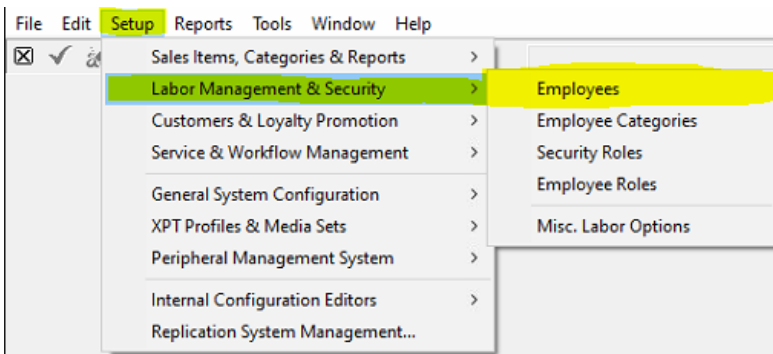 File Edit Setup Reports Tools Window Help
Sales Items, Categories & Reports
Labor Management & Security
Customers & Loyalty Promotion
Service & Workflow Management
General System Configuration
XPT Profiles & Media Sets
Peripheral Management System
Internal Configuration Editors
Replication System Management...
Employees
Employee Categories
Security Roles
Employee Roles
Misc. Labor Options